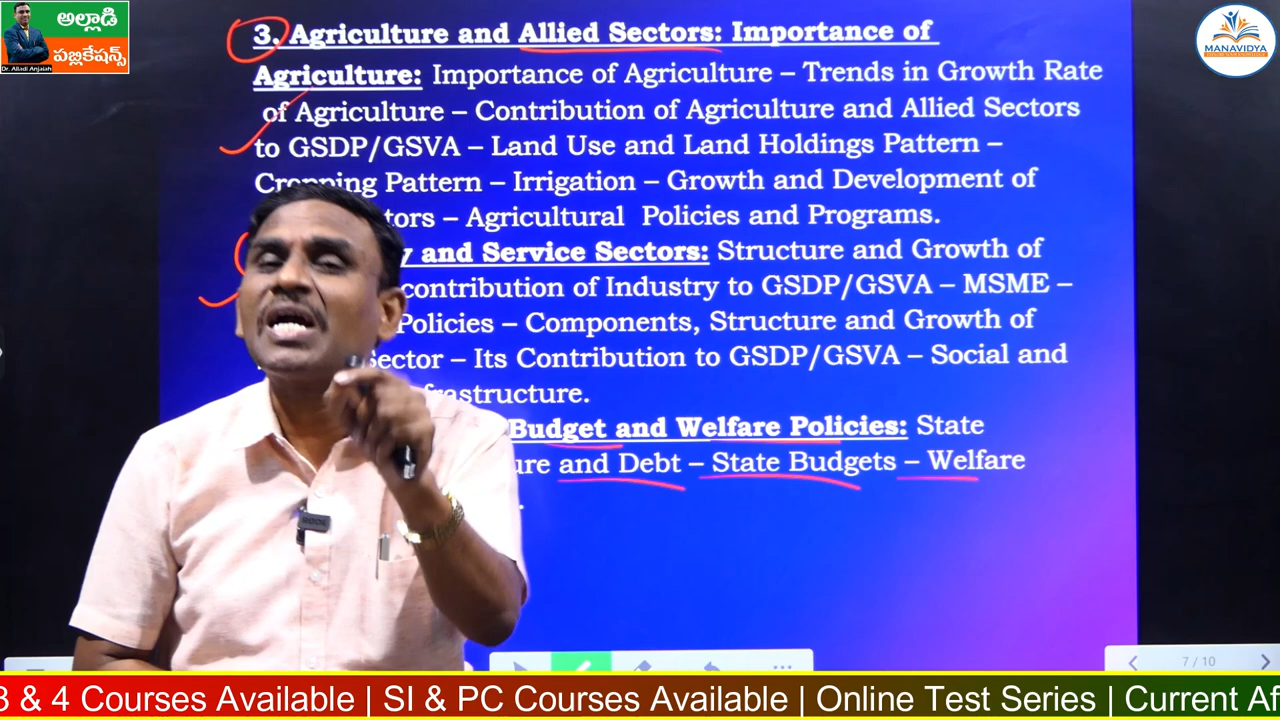 అల్లాడి
పబ్లికేషన్స్
Dr. Alladi Anjaiah
MANAVIDYA
3. Agriculture and Allied Sectors: Importance of
Agriculture: Importance of Agriculture – Trends in Growth Rate
of Agriculture – Contribution of Agriculture and Allied Sectors
to GSDP/GSVA – Land Use and Land Holdings Pattern –
Cropping Pattern – Irrigation – Growth and Development of
tors – Agricultural Policies and Programs.
y and Service Sectors: Structure and Growth of
contribution of Industry to GSDP/GSVA – MSME –
Policies – Components, Structure and Growth of
Sector – Its Contribution to GSDP/GSVA – Social and
frastructure.
Budget and Welfare Policies: State
ure and Debt – State Budgets – Welfare
.
RODE
7 / 10
3 & 4 Courses Available | SI & PC Courses Available | Online Test Series | Current Af